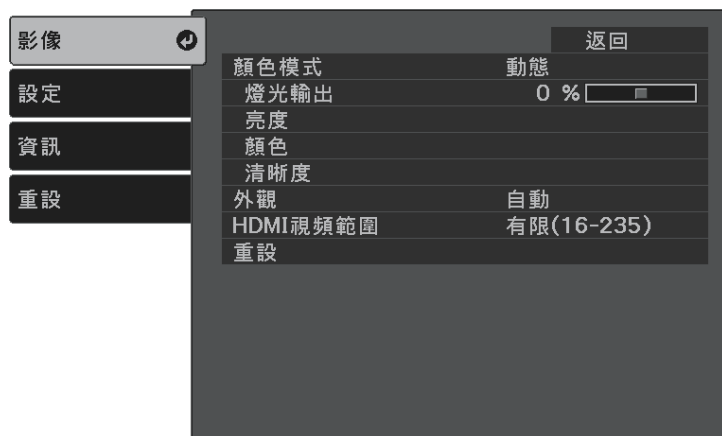 影像
設定
資訊
重設
返回
顏色模式 動態
燈光輸出 0 %
亮度
顏色
清晰度
外觀 自動
HDMI視頻範圍 有限(16-235)
重設